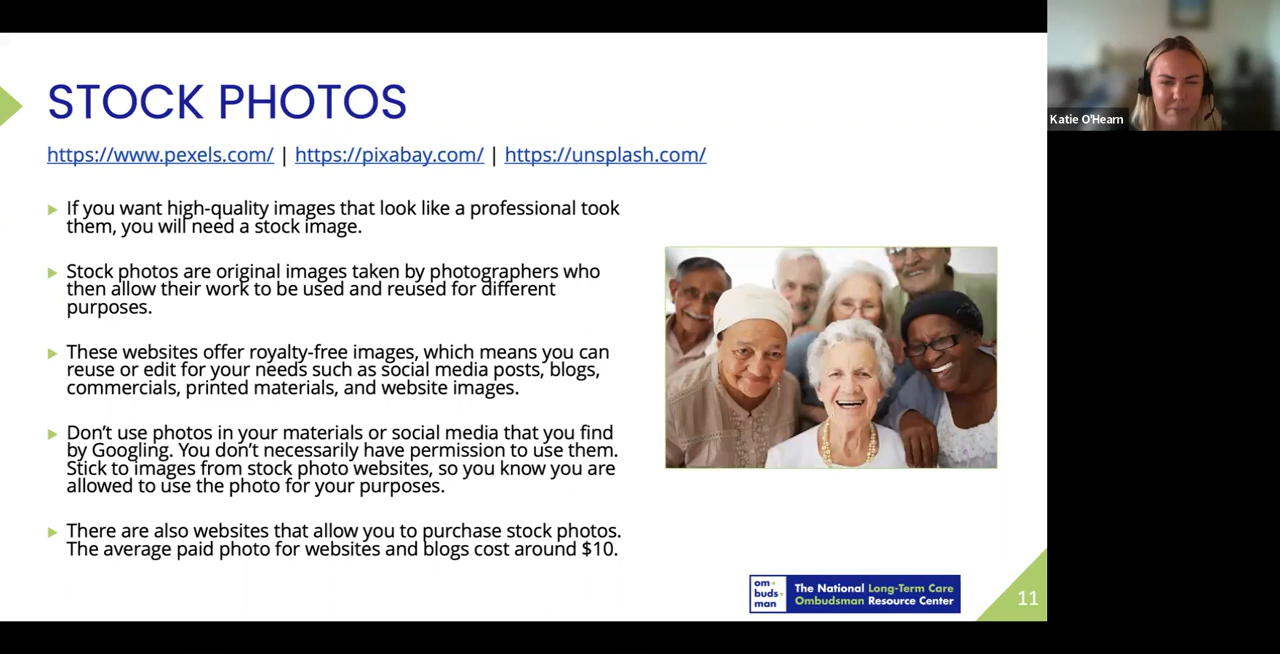 STOCK PHOTOS
https://www.pexels.com/ | https://pixabay.com/ | https://unsplash.com/
If you want high-quality images that look like a professional took
them, you will need a stock image.
Stock photos are original images taken by photographers who
then allow their work to be used and reused for different
purposes.
These websites offer royalty-free images, which means you can
reuse or edit for your needs such as social media posts, blogs,
commercials, printed materials, and website images.
Don’t use photos in your materials or social media that you find
by Googling. You don’t necessarily have permission to use them.
Stick to images from stock photo websites, so you know you are
allowed to use the photo for your purposes.
There are also websites that allow you to purchase stock photos.
The average paid photo for websites and blogs cost around $10.
om
buds
man
The National Long-Term Care
Ombudsman Resource Center
11
Katie O'Hearn